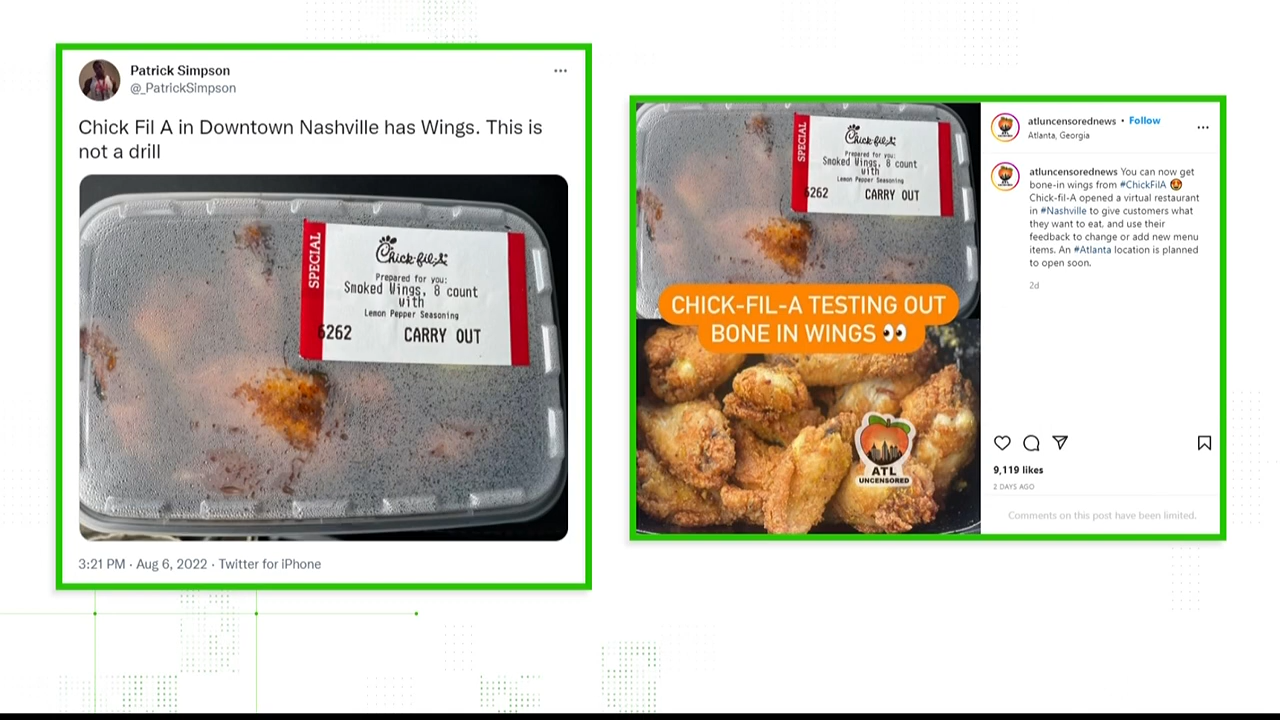 Patrick Simpson
@_PatrickSimpson
Chick Fil A in Downtown Nashville has Wings. This is
not a drill
SPECIAL
Chick-fil-A
Prepared for you:
Smoked Wings, 8 count
with
Lemon Pepper Seasoning
6262 CARRY OUT
3:21 PM · Aug 6, 2022 · Twitter for iPhone
SPECIAL
Chick-fil-A
Prepared for you:
Smoked Wings, 8 count
with
Lemon Pepper Seasoning
6262 CARRY OUT
CHICK-FIL-A TESTING OUT
BONE IN WINGS 👀
ATL
UNCENSORED
atluncensorednews • Follow
Atlanta, Georgia
atluncensorednews You can now get
bone-in wings from #ChickFilA
Chick-fil-A opened a virtual restaurant
in #Nashville to give customers what
they want to eat, and use their
feedback to change or add new menu
items. An #Atlanta location is planned
to open soon.
2d
9,119 likes
2 DAYS AGO
Comments on this post have been limited.